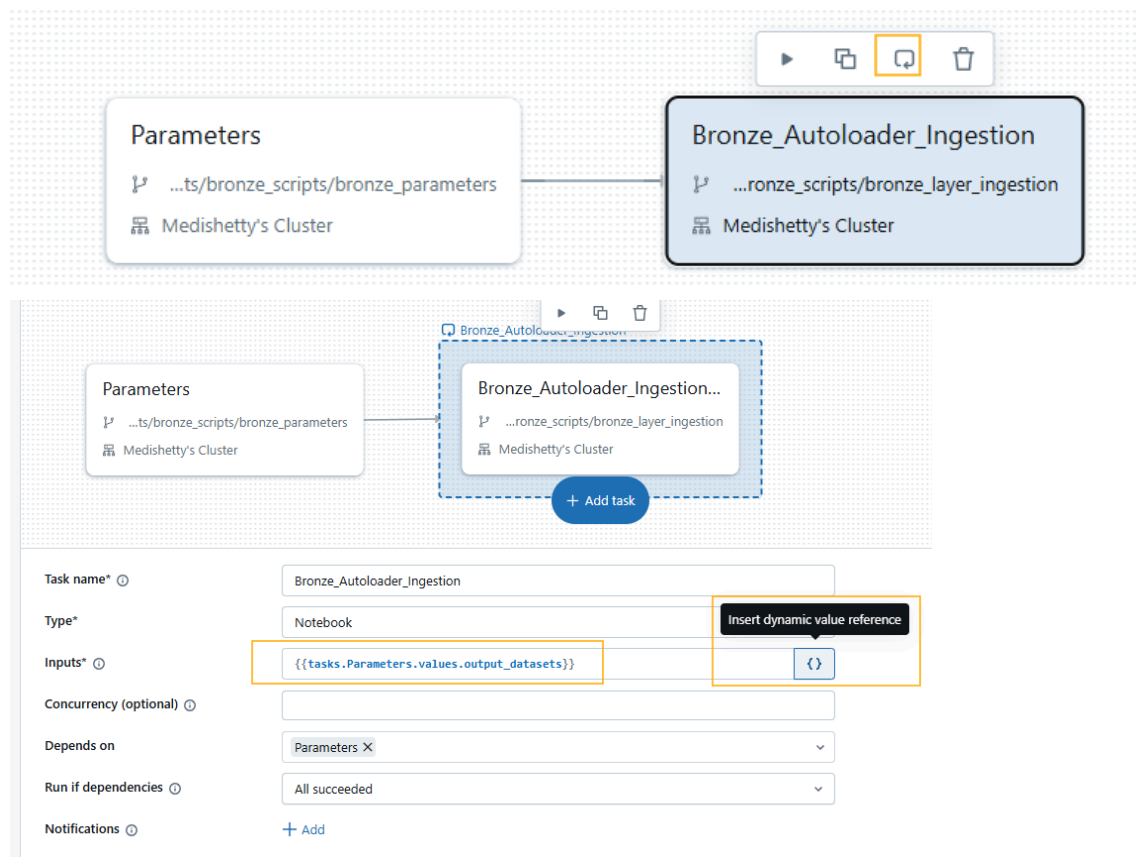 Parameters
...ts/bronze_scripts/bronze_parameters
Medishetty's Cluster
Bronze_Autoloader_Ingestion
...ronze_scripts/bronze_layer_ingestion
Medishetty's Cluster
Bronze_Autoloader_Ingestion
Parameters
...ts/bronze_scripts/bronze_parameters
Medishetty's Cluster
Bronze_Autoloader_Ingestion...
...ronze_scripts/bronze_layer_ingestion
Medishetty's Cluster
+ Add task
Task name*
Bronze_Autoloader_Ingestion
Type*
Notebook
Insert dynamic value reference
Inputs*
{{tasks.Parameters.values.output_datasets}}
{}
Concurrency (optional)
Depends on
Parameters
Run if dependencies
All succeeded
Notifications
+ Add